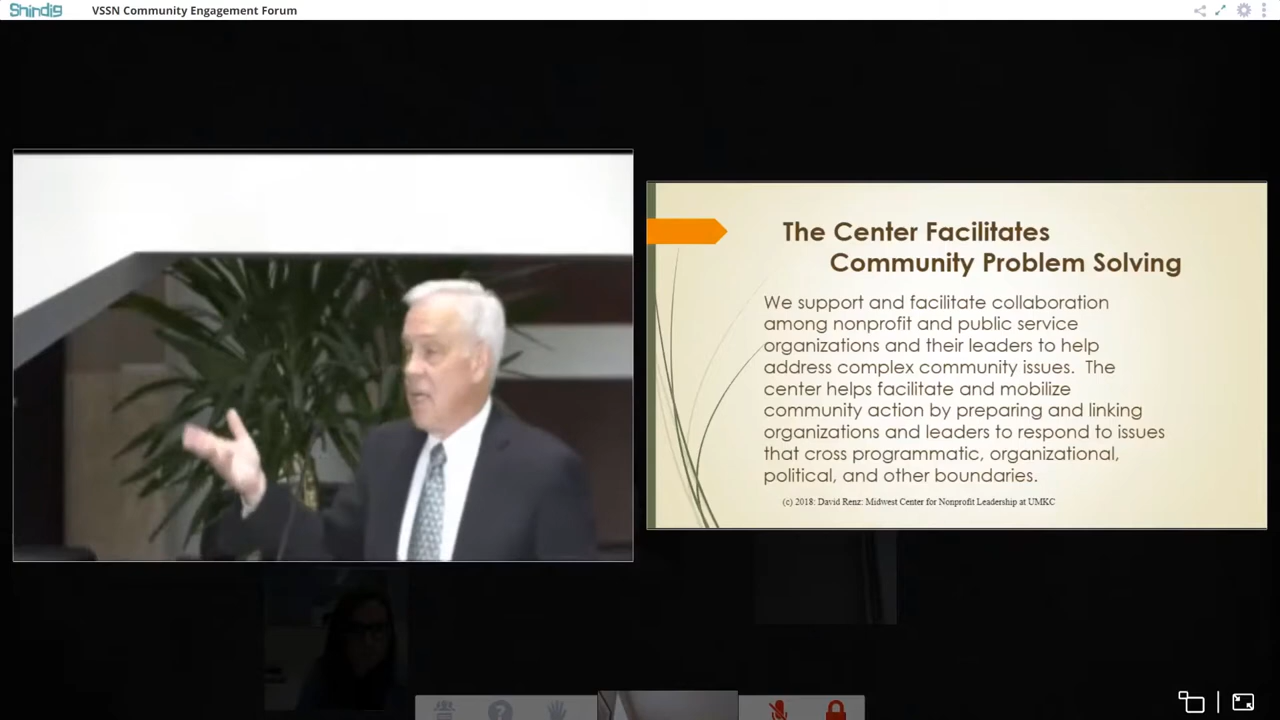 Shindig
VSSN Community Engagement Forum
The Center Facilitates
Community Problem Solving
We support and facilitate collaboration
among nonprofit and public service
organizations and their leaders to help
address complex community issues.  The
center helps facilitate and mobilize
community action by preparing and linking
organizations and leaders to respond to issues
that cross programmatic, organizational,
political, and other boundaries.
(c) 2018: David Renz: Midwest Center for Nonprofit Leadership at UMKC